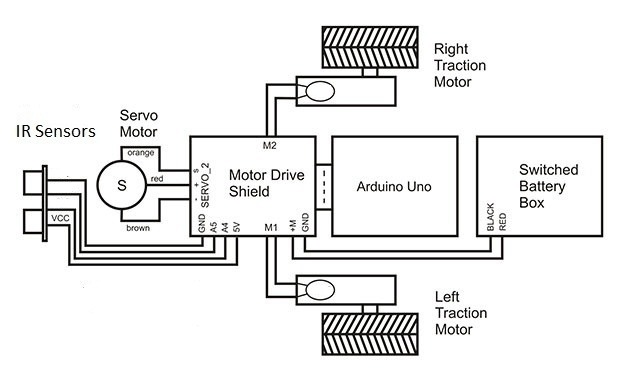 Right
Traction
Motor
IR Sensors
Servo
Motor
orange
M2
S
red
S
+
-
SERVO_2
Motor Drive
Shield
Arduino Uno
Switched
Battery
Box
VCC
brown
GND
A5
A4
5V
M1
+M
GND
BLACK
RED
Left
Traction
Motor